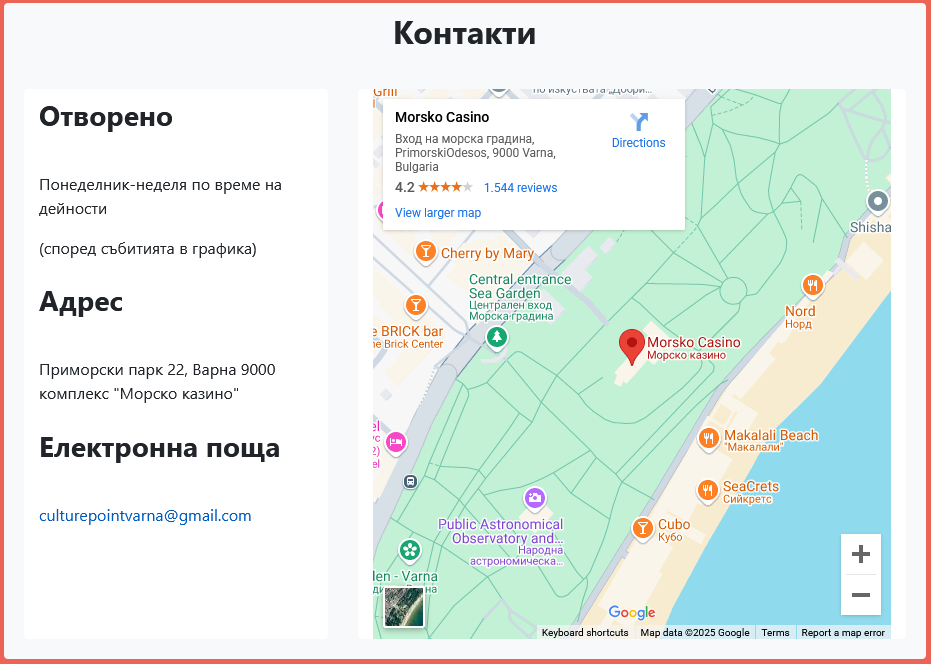 Контакти
Отворено
Понеделник-неделя по време на
дейности
(според събитията в графика)
Адрес
Приморски парк 22, Варна 9000
комплекс "Морско казино"
Електронна поща
culturepointvarna@gmail.com
Grill
по изкуствата „Добри...
Morsko Casino
Вход на морска градина,
PrimorskiOdesos, 9000 Varna,
Bulgaria
4.2
1.544 reviews
View larger map
Directions
Shisha
Cherry by Mary
Central entrance
Sea Garden
Централен вход
Морска градина
Nord
Норд
e BRICK bar
he Brick Center
Morsko Casino
Морско казино
Makalali Beach
"Макалали"
SeaCrets
Сийкретс
Cubo
Кубо
Public Astronomical
Observatory and...
Народна
астрономическа...
den - Varna
Google
Keyboard shortcuts
Map data ©2025 Google
Terms
Report a map error